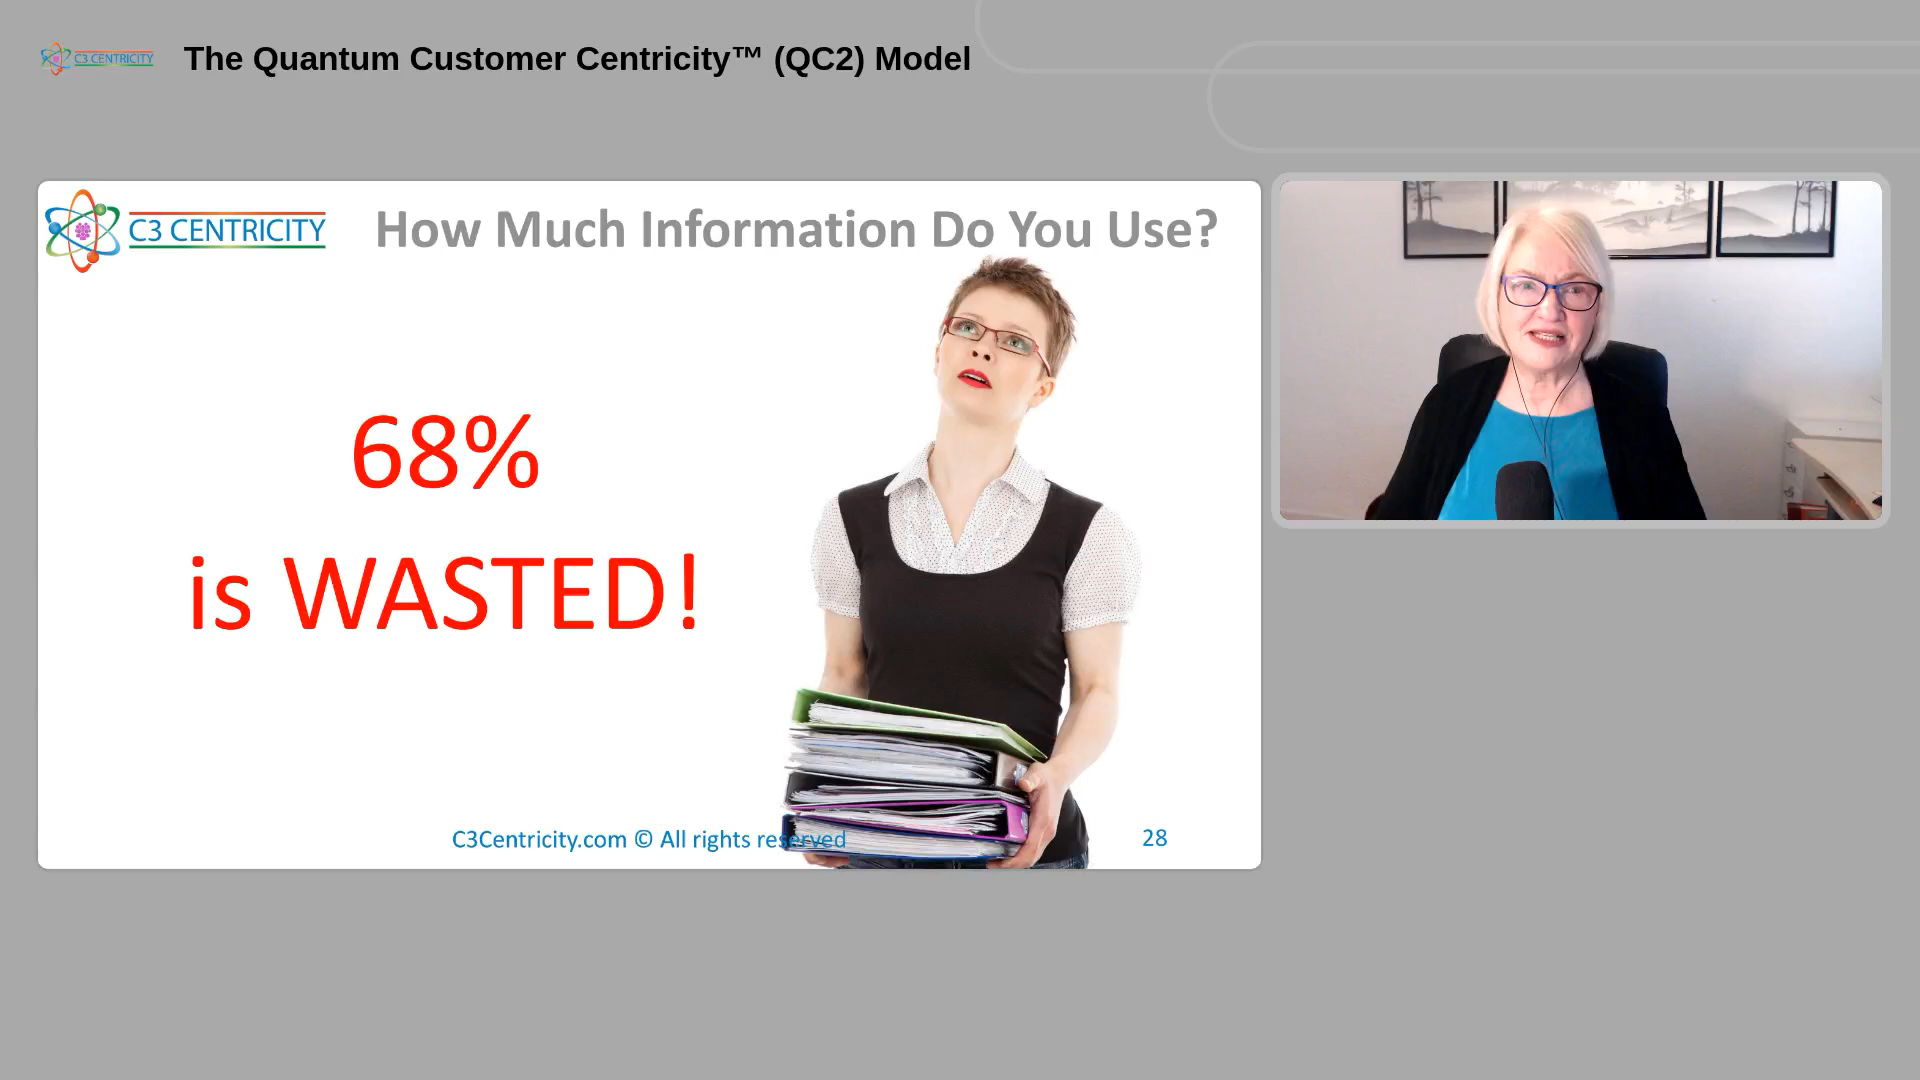 C3 CENTRICITY
The Quantum Customer Centricity™ (QC2) Model
C3 CENTRICITY
How Much Information Do You Use?
68%
is WASTED!
C3Centricity.com © All rights reserved
28